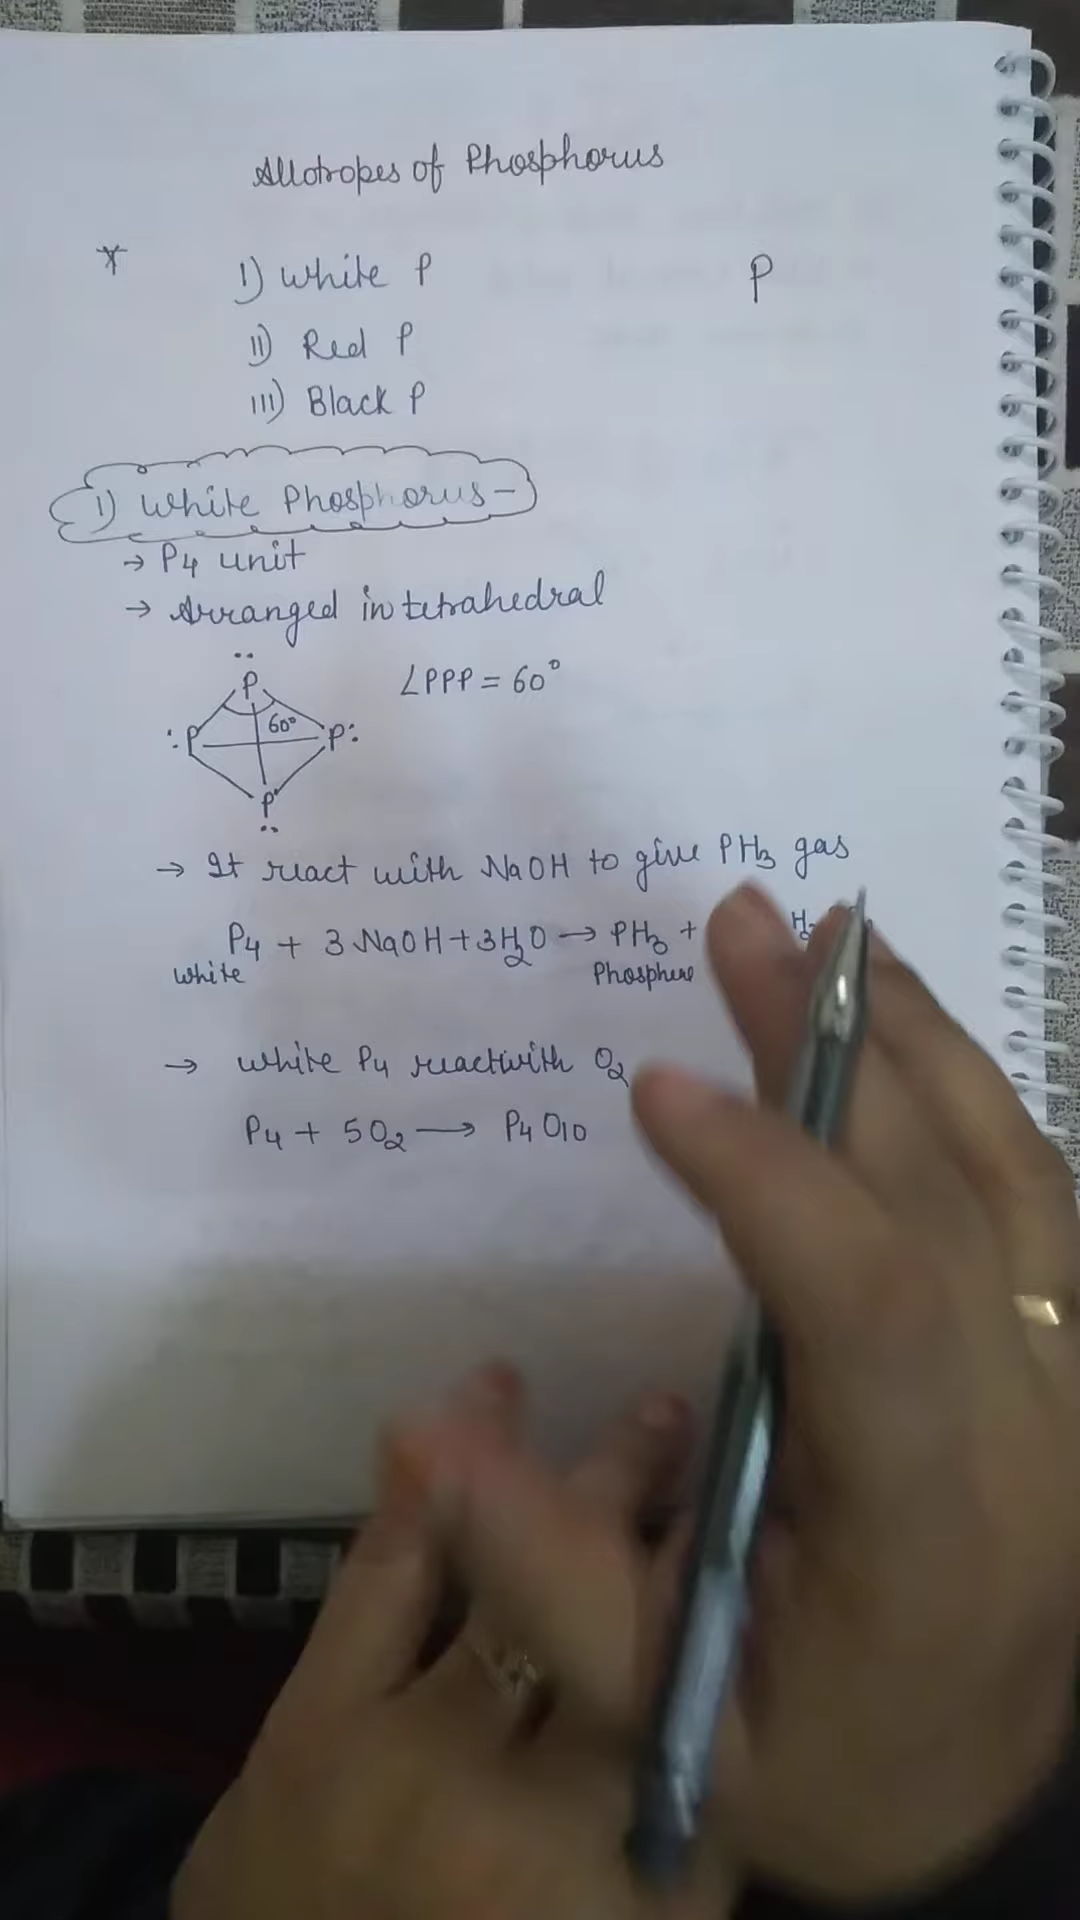 Allotropes of Phosphorus
I) White P
P
II) Red P
III) Black P
1) White Phosphorus-
→ P4 unit
→ Arranged in tetrahedral
P
∠PPP = 60°
60°
:P
P:
P
→ It react with NaOH to give PH3 gas
P4 + 3 NaOH + 3H2O → PH3 +
White
Phosphine
→ White P4 react with O2
P4 + 5O2 → P4O10